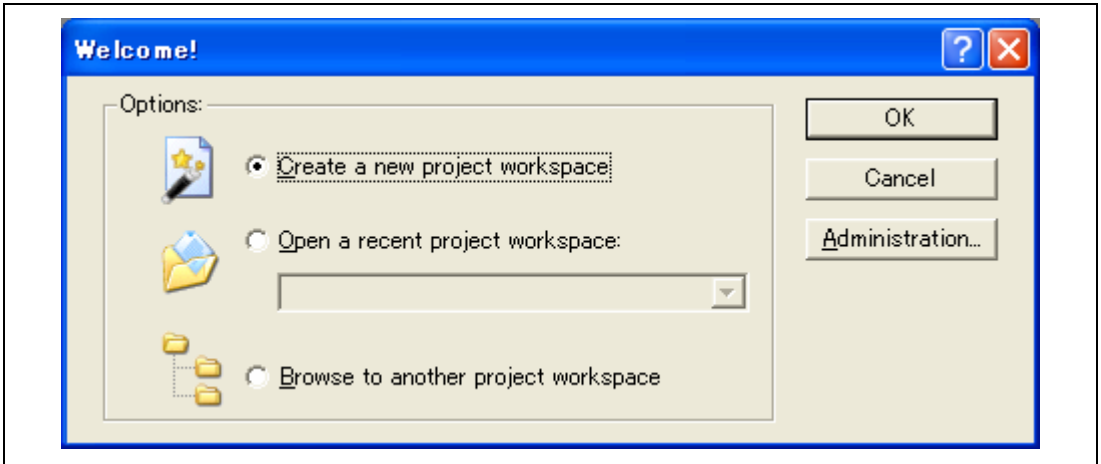 Welcome!
Options:
Create a new project workspace
Open a recent project workspace:
Browse to another project workspace
OK
Cancel
Administration...